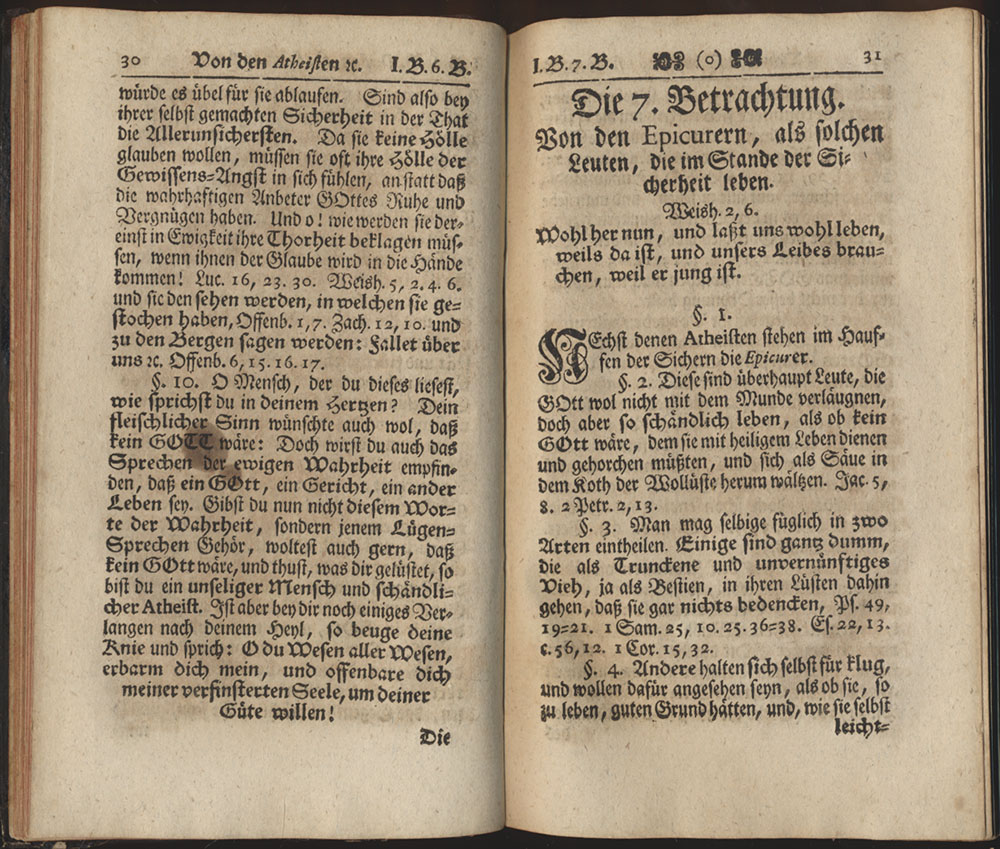 30 Von den Atheisten ꝛc. I. B. 6. B.
würde es übel für sie ablaufen. Sind also bey
ihrer selbst gemachten Sicherheit in der That
die Allerunsichersten. Da sie keine Hölle
glauben wollen, müssen sie oft ihre Hölle der
Gewissens-Angst in sich fühlen, an statt daß
die wahrhaftigen Anbeter GOttes Ruhe und
Vergnügen haben. Und o! wie werden sie der-
einst in Ewigkeit ihre Thorheit beklagen müs-
sen, wenn ihnen der Glaube wird in die Hände
kommen! Luc. 16, 23. 30. Weish. 5, 2. 4. 6.
und sie den sehen werden, in welchen sie ge-
stochen haben, Offenb. 1, 7. Zach. 12, 10. und
zu den Bergen sagen werden: Fallet über
uns ꝛc. Offenb. 6, 15. 16. 17.
§. 10. O Mensch, der du dieses liesest,
wie sprichst du in deinem Hertzen? Dein
fleischlicher Sinn wünschte auch wol, daß
kein GOTT wäre: Doch wirst du auch das
Sprechen der ewigen Wahrheit empfin-
den, daß ein GOtt, ein Gericht, ein ander
Leben sey. Gibst du nun nicht diesem Wor-
te der Wahrheit, sondern jenem Lügen-
Sprechen Gehör, woltest auch gern, daß
kein GOtt wäre, und thust, was dir gelüstet, so
bist du ein unseliger Mensch und schändli-
cher Atheist. Ist aber bey dir noch einiges Ver-
langen nach deinem Heyl, so beuge deine
Knie und sprich: O du Wesen aller Wesen,
erbarm dich mein, und offenbare dich
meiner verfinsterten Seele, um deiner
Güte willen!
Die
I. B. 7. B. (o) 31
Die 7. Betrachtung.
Von den Epicurern, als solchen
Leuten, die im Stande der Si-
cherheit leben.
Weish. 2, 6.
Wohl her nun, und laßt uns wohl leben,
weils da ist, und unsers Leibes brau-
chen, weil er jung ist.
§. 1.
NEchst denen Atheisten stehen im Hauf-
fen der Sichern die Epicurer.
§. 2. Diese sind überhaupt Leute, die
GOtt wol nicht mit dem Munde verläugnen,
doch aber so schändlich leben, als ob kein
GOtt wäre, dem sie mit heiligem Leben dienen
und gehorchen müßten, und sich als Säue in
dem Koth der Wollüste herum wältzen. Jac. 5,
8. 2 Petr. 2, 13.
§. 3. Man mag selbige füglich in zwo
Arten eintheilen. Einige sind gantz dumm,
die als Trunckene und unvernünftiges
Vieh, ja als Bestien, in ihren Lüsten dahin
gehen, daß sie gar nichts bedencken, Ps. 49,
19-21. 1 Sam. 25, 10. 25. 36-38. Es. 22, 13.
c. 56, 12. 1 Cor. 15, 32.
§. 4. Andere halten sich selbst für klug,
und wollen dafür angesehen seyn, als ob sie, so
zu leben, guten Grund hätten, und, wie sie selbst
leicht-